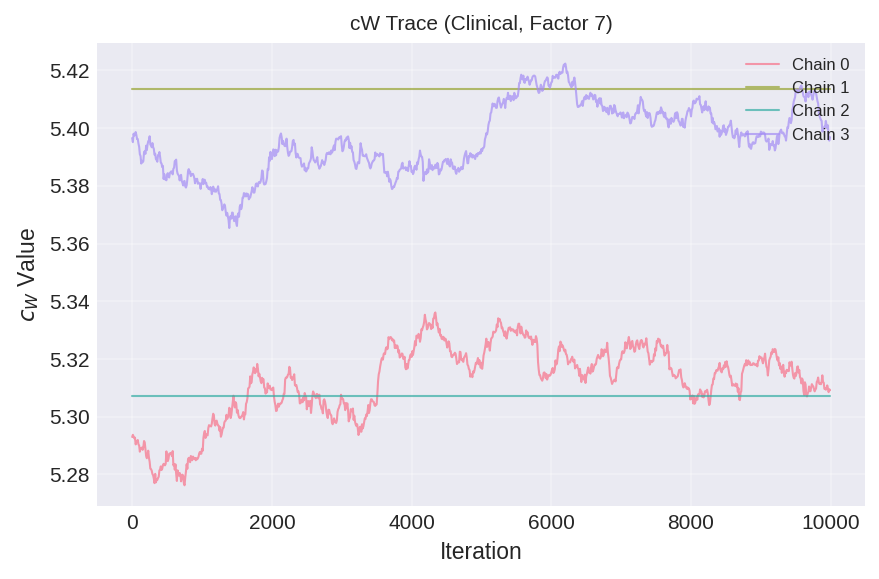 cW Trace (Clinical, Factor 7)
5.42
5.40
5.38
5.36
5.34
5.32
5.30
5.28
c_W Value
0
2000
4000
6000
8000
10000
Iteration
Chain 0
Chain 1
Chain 2
Chain 3